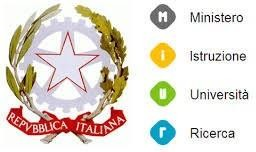 REPVBBLICA ITALIANA
m Ministero
i Istruzione
u Università
r Ricerca